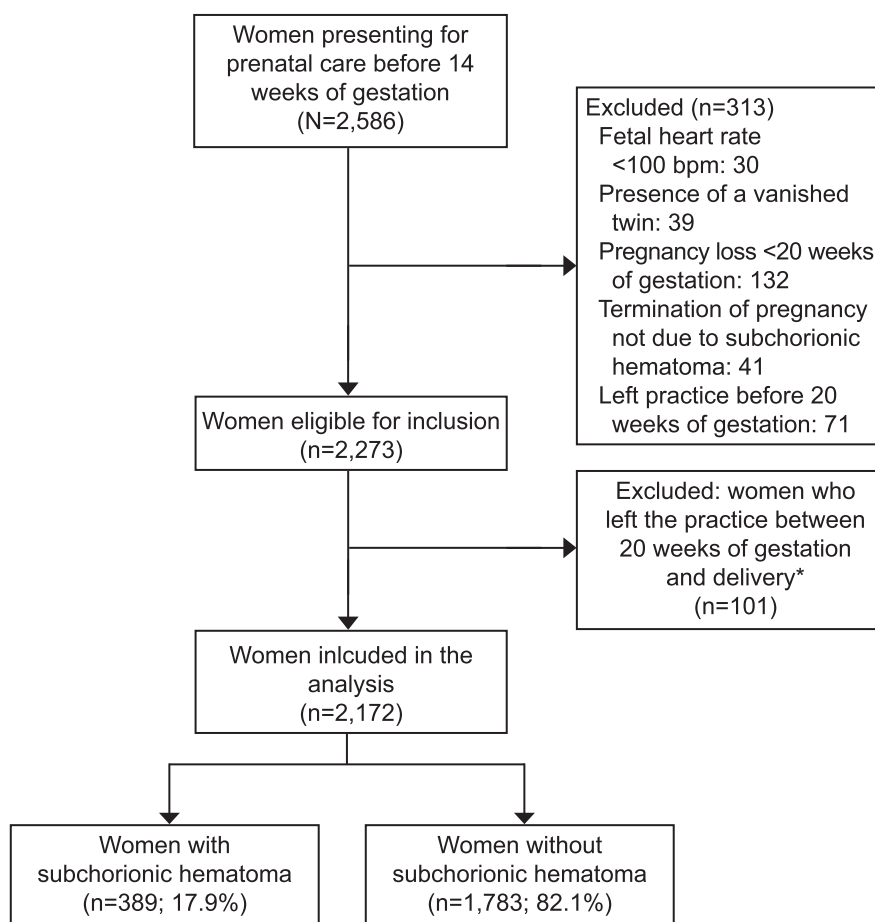 Women presenting for
prenatal care before 14
weeks of gestation
(N=2,586)
Excluded (n=313)
Fetal heart rate
<100 bpm: 30
Presence of a vanished
twin: 39
Pregnancy loss <20 weeks
of gestation: 132
Termination of pregnancy
not due to subchorionic
hematoma: 41
Left practice before 20
weeks of gestation: 71
Women eligible for inclusion
(n=2,273)
Excluded: women who
left the practice between
20 weeks of gestation
and delivery*
(n=101)
Women inlcuded in the
analysis
(n=2,172)
Women with
subchorionic hematoma
(n=389; 17.9%)
Women without
subchorionic hematoma
(n=1,783; 82.1%)